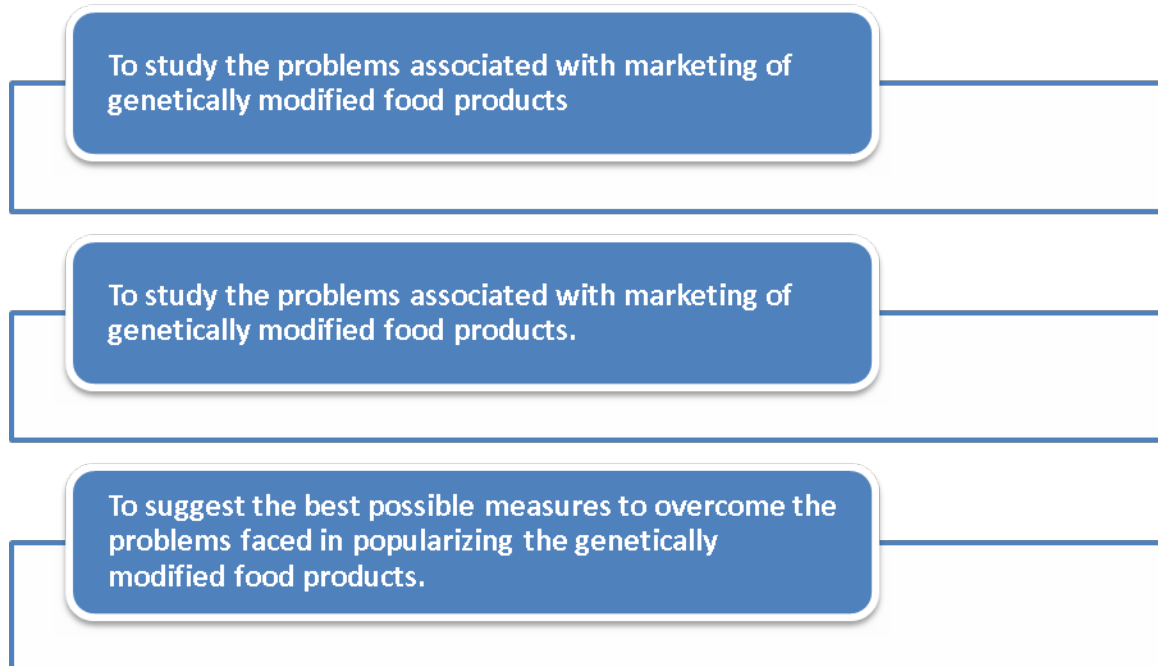 To study the problems associated with marketing of
genetically modified food products
To study the problems associated with marketing of
genetically modified food products.
To suggest the best possible measures to overcome the
problems faced in popularizing the genetically
modified food products.